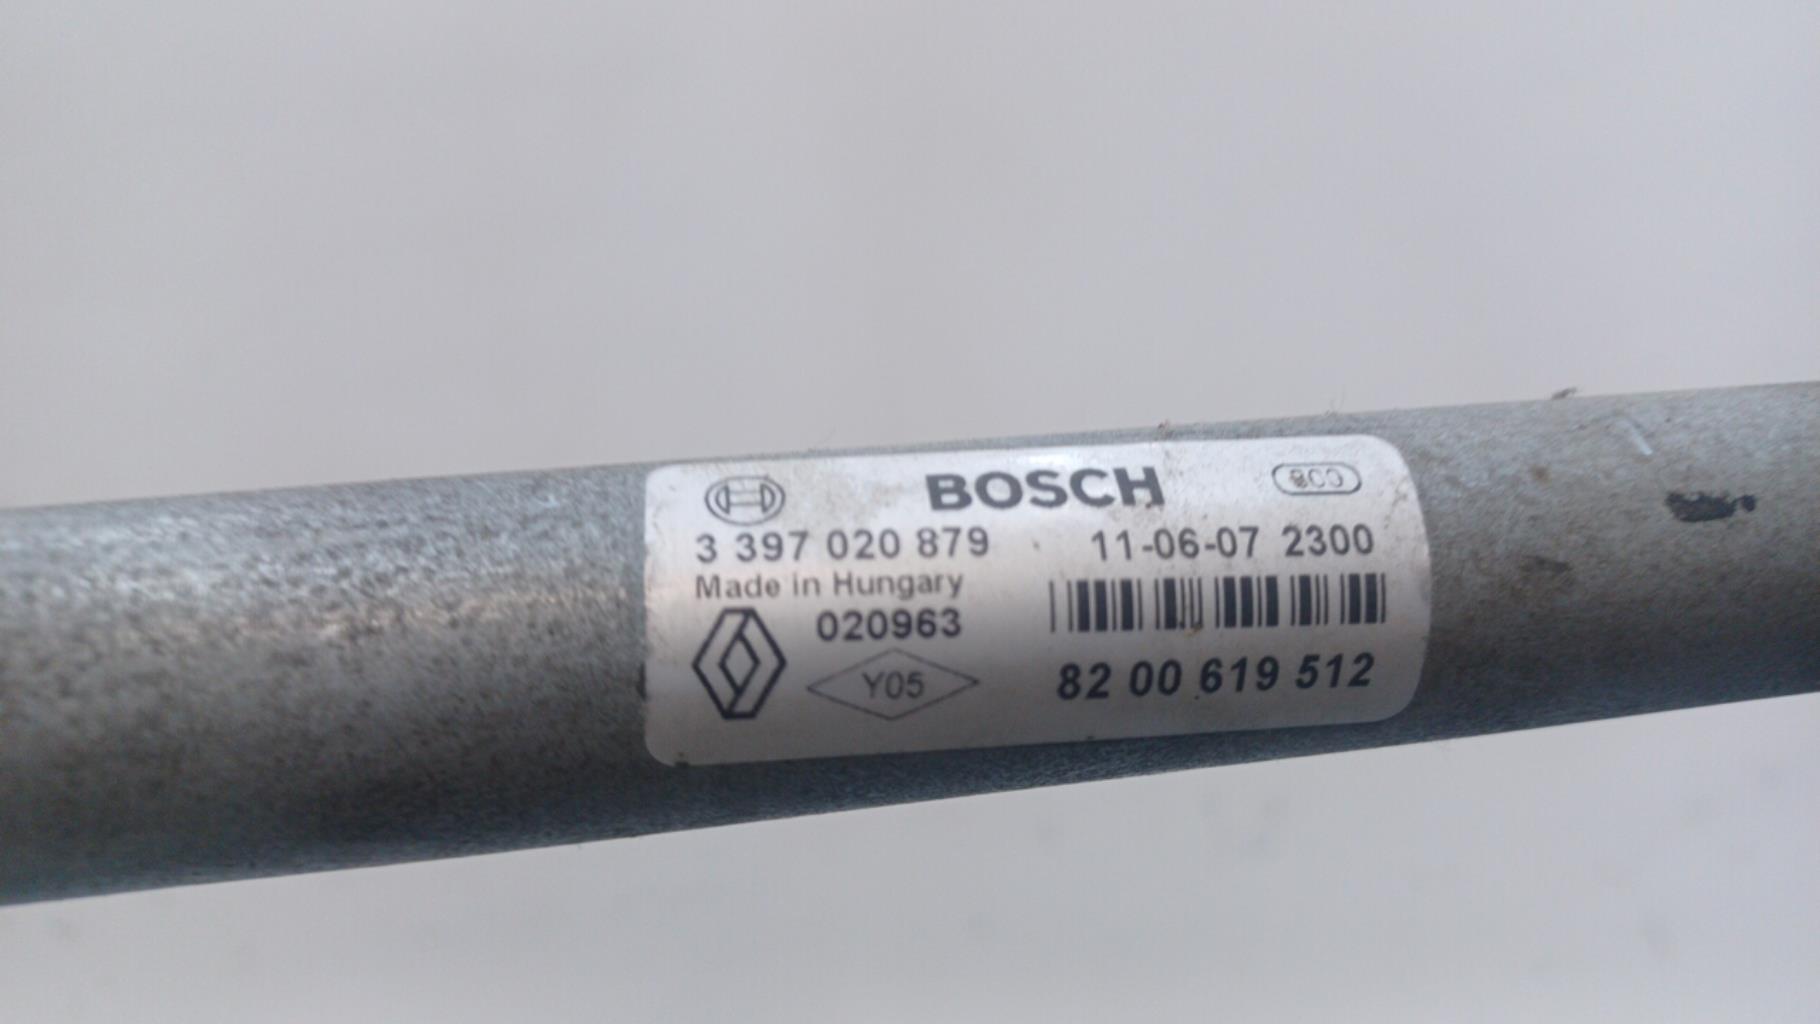 BOSCH
3 397 020 879 11-06-07 2300
Made in Hungary
020963
Y05
82 00 619 512